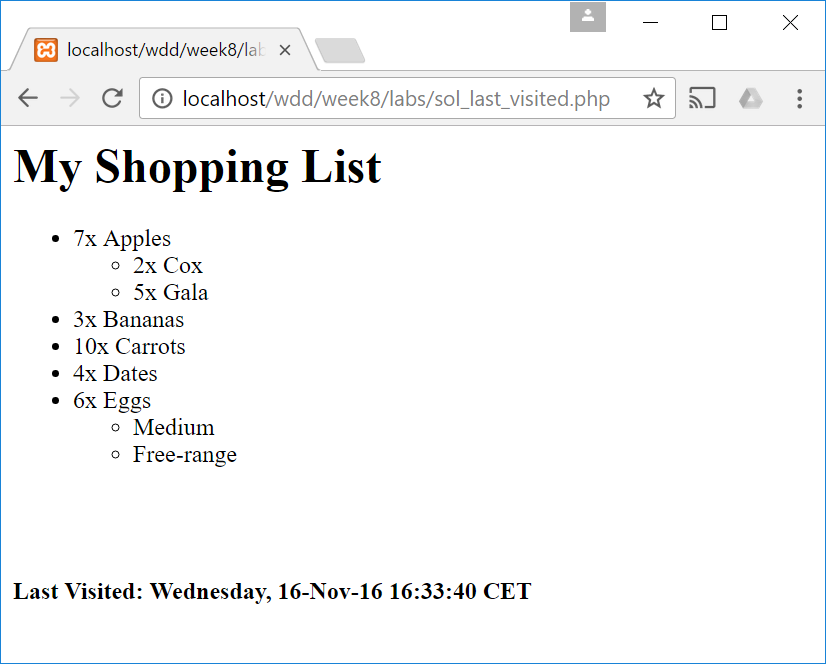 localhost/wdd/week8/lab
localhost/wdd/week8/labs/sol_last_visited.php
My Shopping List
7x Apples
2x Cox
5x Gala
3x Bananas
10x Carrots
4x Dates
6x Eggs
Medium
Free-range
Last Visited: Wednesday, 16-Nov-16 16:33:40 CET